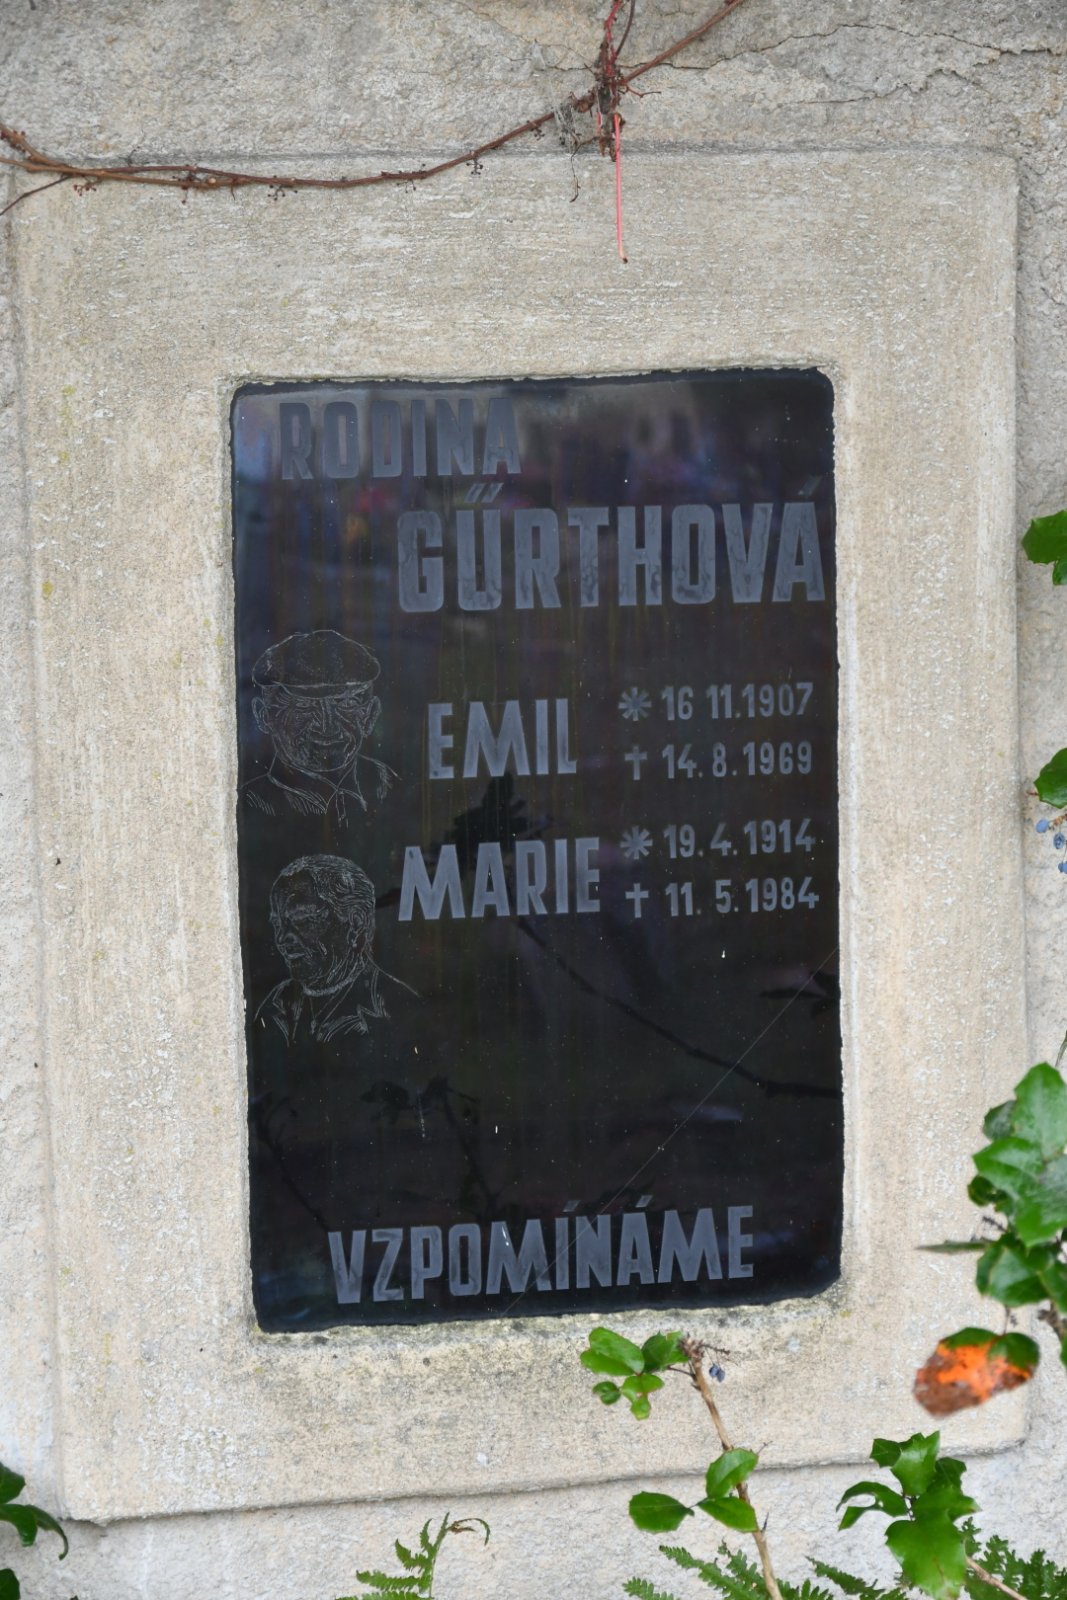 RODINA
GŰRTHOVÁ
EMIL * 16 11.1907
† 14. 8. 1969
MARIE * 19. 4. 1914
† 11. 5. 1984
VZPOMÍNÁME